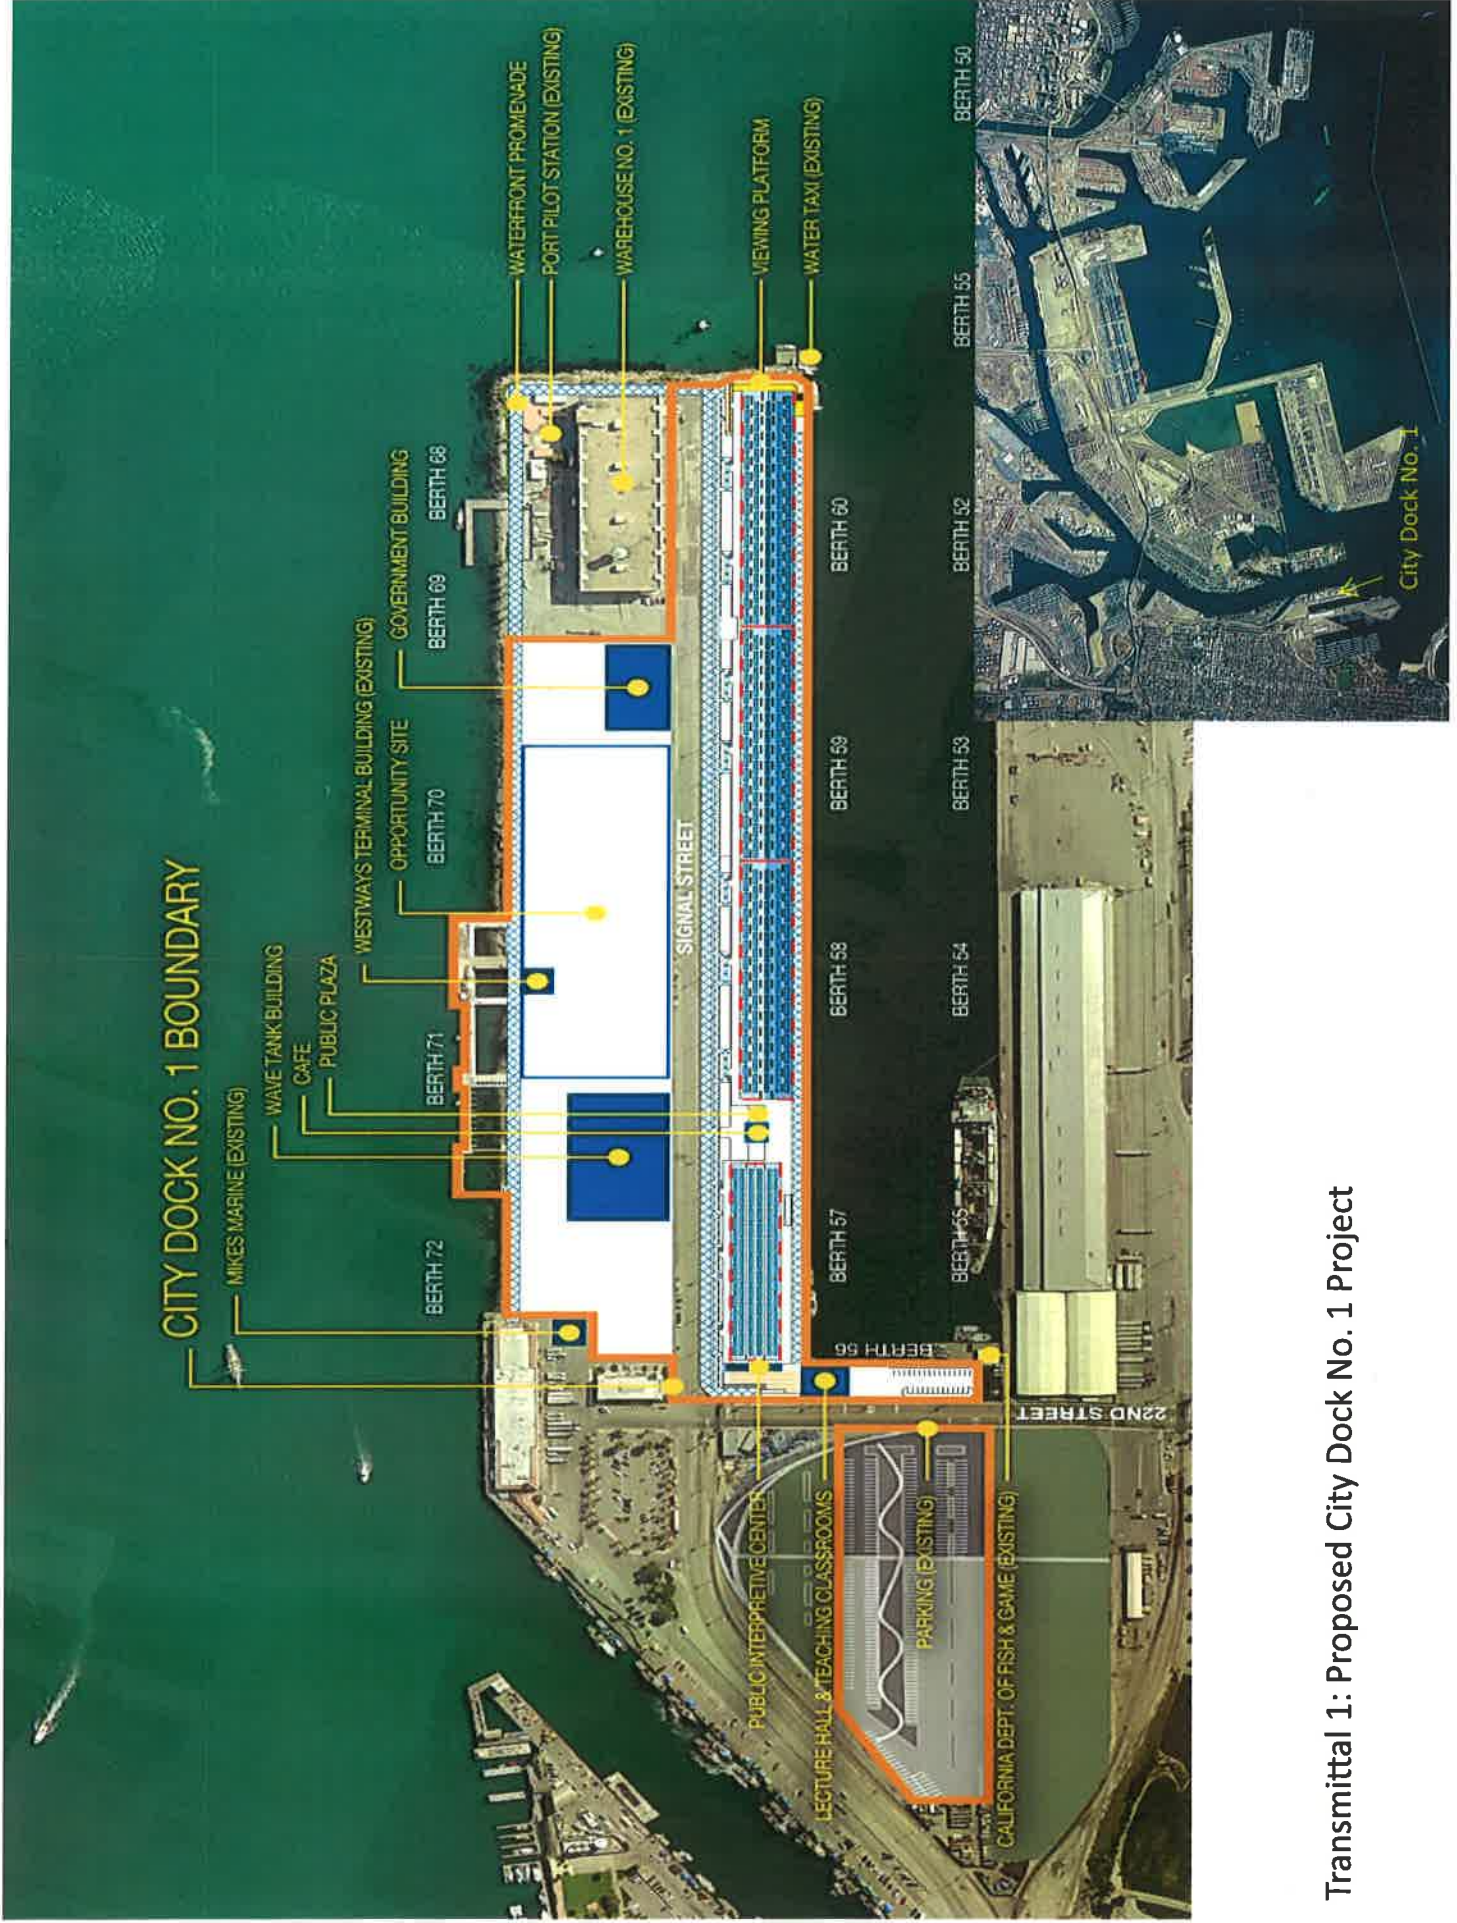 CITY DOCK NO. 1 BOUNDARY
MIKES MARINE (EXISTING)
WAVE TANK BUILDING
CAFE
PUBLIC PLAZA
WESTWAYS TERMINAL BUILDING (EXISTING)
OPPORTUNITY SITE
GOVERNMENT BUILDING
WATERFRONT PROMENADE
PORT PILOT STATION (EXISTING)
WAREHOUSE NO. 1 (EXISTING)
VIEWING PLATFORM
WATER TAXI (EXISTING)
BERTH 72
BERTH 71
BERTH 70
BERTH 69
BERTH 68
SIGNAL STREET
BERTH 57
BERTH 58
BERTH 59
BERTH 60
BERTH 56
BERTH 55
BERTH 54
BERTH 53
BERTH 52
BERTH 55
BERTH 50
22ND STREET
PUBLIC INTERPRETIVE CENTER
LECTURE HALL & TEACHING CLASSROOMS
PARKING (EXISTING)
CALIFORNIA DEPT. OF FISH & GAME (EXISTING)
City Dock No. 1
Transmittal 1: Proposed City Dock No. 1 Project